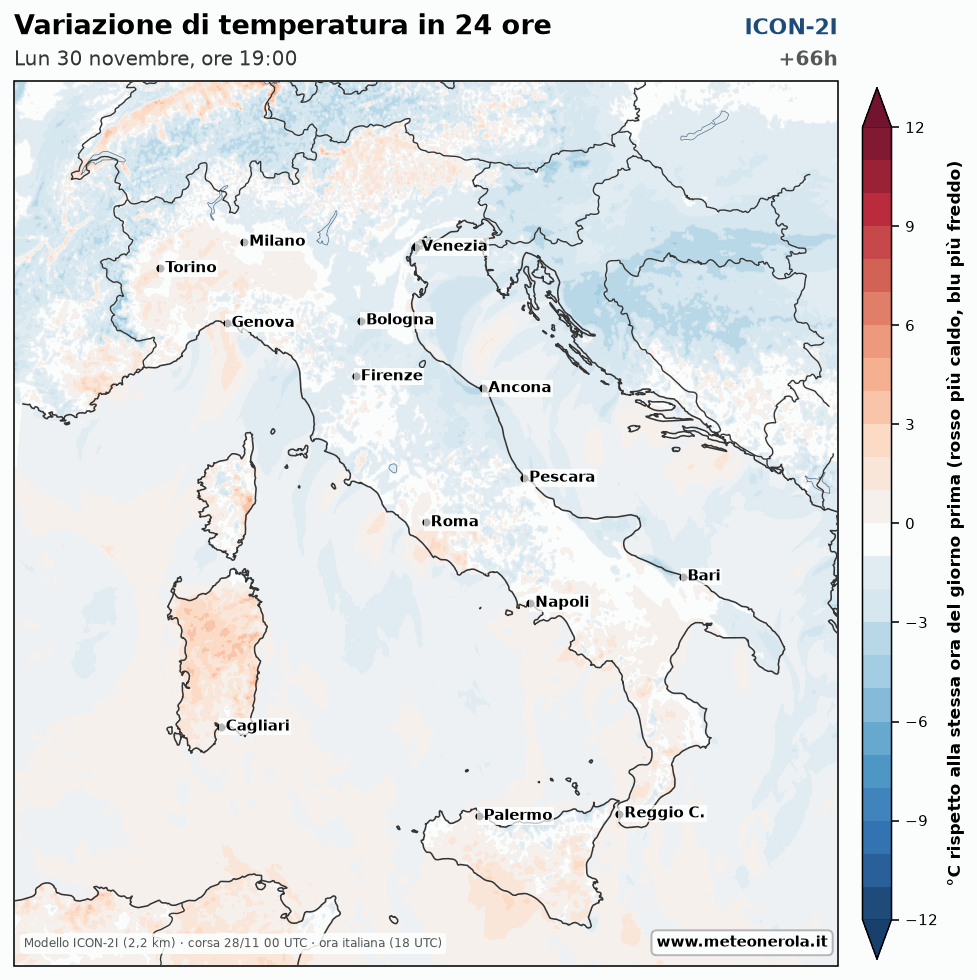 Variazione di temperatura in 24 ore
ICON-2I
Lun 30 novembre, ore 19:00
+66h
Milano
Venezia
Torino
Genova
Bologna
Firenze
Ancona
Pescara
Roma
Bari
Napoli
Cagliari
Palermo
Reggio C.
12
9
6
3
0
−3
−6
−9
−12
°C rispetto alla stessa ora del giorno prima (rosso più caldo, blu più freddo)
Modello ICON-2I (2,2 km) · corsa 28/11 00 UTC · ora italiana (18 UTC)
www.meteonerola.it